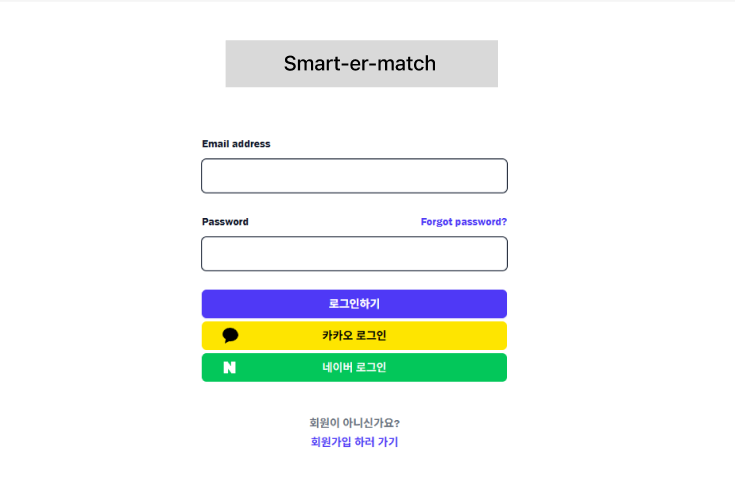 Smart-er-match
Email address
Password Forgot password?
로그인하기
카카오 로그인
N 네이버 로그인
회원이 아니신가요?
회원가입 하러 가기